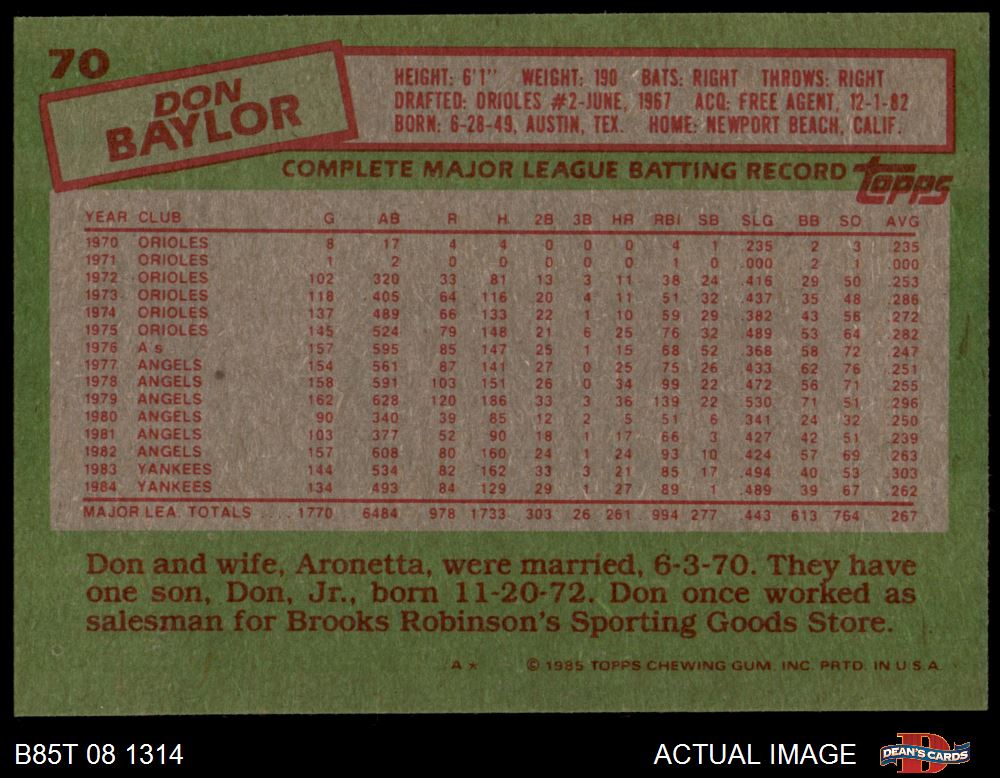 70
DON
BAYLOR
HEIGHT: 6'1" WEIGHT: 190 BATS: RIGHT THROWS: RIGHT
DRAFTED: ORIOLES #2-JUNE, 1967 ACQ: FREE AGENT, 12-1-82
BORN: 6-28-49, AUSTIN, TEX. HOME: NEWPORT BEACH, CALIF.
COMPLETE MAJOR LEAGUE BATTING RECORD topps
YEAR CLUB G AB R H 2B 3B HR RBI SB SLG BB SO AVG
1970 ORIOLES 8 17 4 4 0 0 0 4 1 .235 2 3 .235
1971 ORIOLES 1 2 0 0 0 0 0 1 0 .000 2 1 .000
1972 ORIOLES 102 320 33 81 13 3 11 38 24 .416 29 50 .253
1973 ORIOLES 118 405 64 116 20 4 11 51 32 .437 35 48 .286
1974 ORIOLES 137 489 66 133 22 1 10 59 29 .382 43 56 .272
1975 ORIOLES 145 524 79 148 21 6 25 76 32 .489 53 64 .282
1976 A s 157 595 85 147 25 1 15 68 52 .368 58 72 .247
1977 ANGELS 154 561 87 141 27 0 25 75 26 .433 62 76 .251
1978 ANGELS 158 591 103 151 26 0 34 99 22 .472 56 71 .255
1979 ANGELS 162 628 120 186 33 3 36 139 22 .530 71 51 .296
1980 ANGELS 90 340 39 85 12 2 5 51 6 .341 24 32 .250
1981 ANGELS 103 377 52 90 18 1 17 66 3 .427 42 51 .239
1982 ANGELS 157 608 80 160 24 1 24 93 10 .424 57 69 .263
1983 YANKEES 144 534 82 162 33 3 21 85 17 .494 40 53 .303
1984 YANKEES 134 493 84 129 29 1 27 89 1 .489 39 67 .262
MAJOR LEA. TOTALS .... 1770 6484 978 1733 303 26 261 994 277 .443 613 764 .267
Don and wife, Aronetta, were married, 6-3-70. They have
one son, Don, Jr., born 11-20-72. Don once worked as
salesman for Brooks Robinson's Sporting Goods Store.
A * © 1985 TOPPS CHEWING GUM, INC. PRTD. IN U.S.A.
B85T 08 1314 ACTUAL IMAGE DEAN'S CARDS